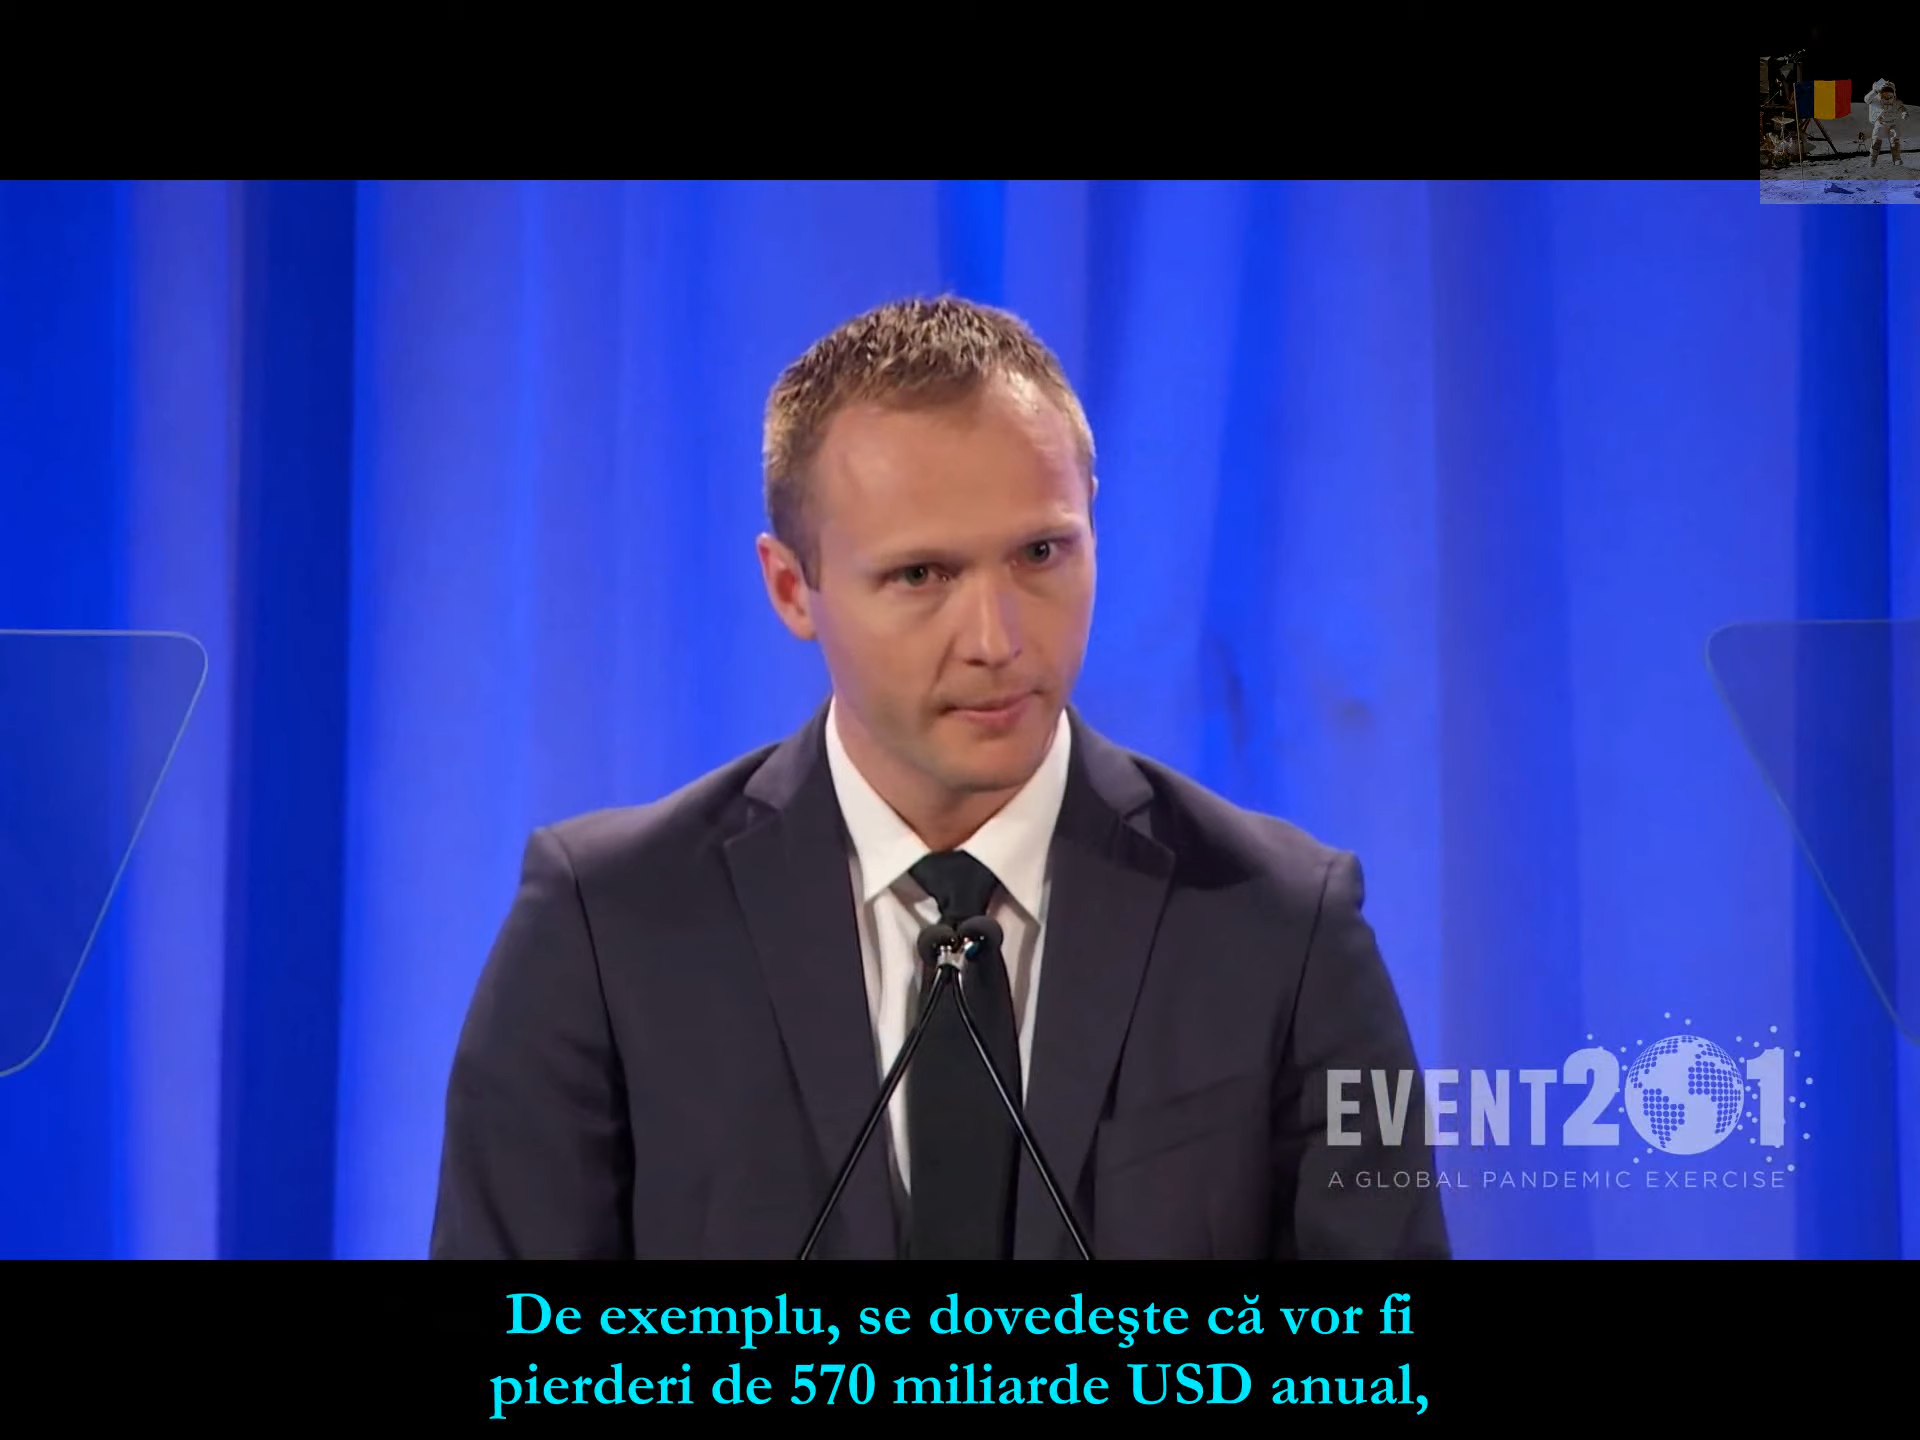 EVENT201
A GLOBAL PANDEMIC EXERCISE
De exemplu, se dovedeşte că vor fi
pierderi de 570 miliarde USD anual,